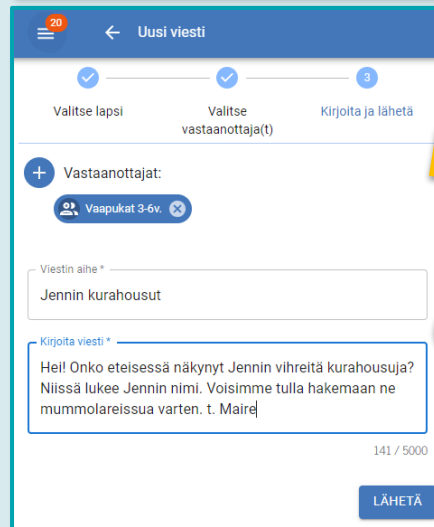 20
Uusi viesti
3
Valitse lapsi
Valitse
vastaanottaja(t)
Kirjoita ja lähetä
+ Vastaanottajat:
Vaapukat 3-6v.
Viestin aihe *
Jennin kurahousut
Kirjoita viesti *
Hei! Onko eteisessä näkynyt Jennin vihreitä kurahousuja?
Niissä lukee Jennin nimi. Voisimme tulla hakemaan ne
mummolareissua varten. t. Maire
141 / 5000
LÄHETÄ